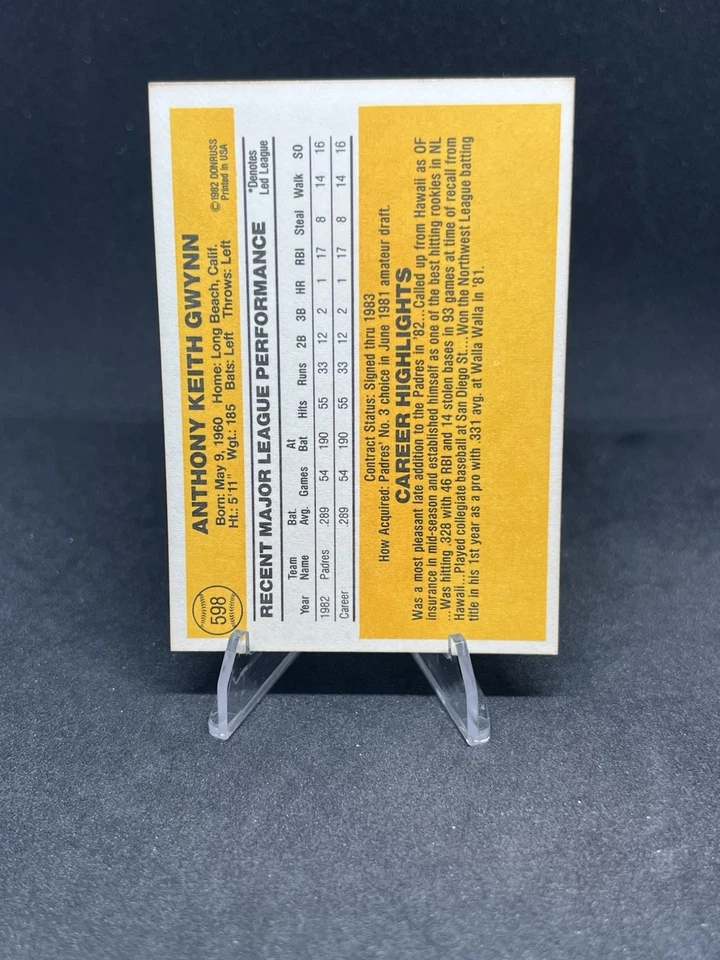 598
ANTHONY KEITH GWYNN
Born: May 9, 1960 Home: Long Beach, Calif.
Ht.: 5'11" Wgt.: 185 Bats: Left Throws: Left
©1982 DONRUSS
Printed in USA
RECENT MAJOR LEAGUE PERFORMANCE
*Denotes
Led League
Year Team Name Bat. Avg. Games At Bat Hits Runs 2B 3B HR RBI Steal Walk SO
1982 Padres .289 54 190 55 33 12 2 1 17 8 14 16
Career .289 54 190 55 33 12 2 1 17 8 14 16
Contract Status: Signed thru 1983
How Acquired: Padres' No. 3 choice in June 1981 amateur draft.
CAREER HIGHLIGHTS
Was a most pleasant late addition to the Padres in '82...Called up from Hawaii as OF
insurance in mid-season and established himself as one of the best hitting rookies in NL
...Was hitting .328 with 46 RBI and 14 stolen bases in 93 games at time of recall from
Hawaii...Played collegiate baseball at San Diego St....Won the Northwest League batting
title in his 1st year as a pro with .331 avg. at Walla Walla in '81.